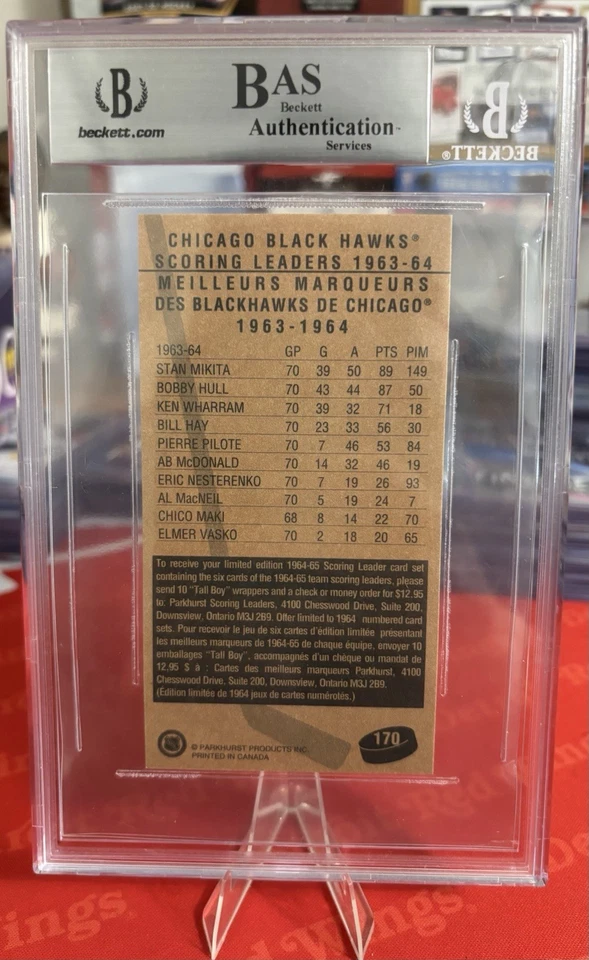 B
beckett.com
BAS
Beckett
Authentication™
Services
B
BECKETT®
CHICAGO BLACK HAWKS®
SCORING LEADERS 1963-64
MEILLEURS MARQUEURS
DES BLACKHAWKS DE CHICAGO®
1963-1964
1963-64 GP G A PTS PIM
STAN MIKITA 70 39 50 89 149
BOBBY HULL 70 43 44 87 50
KEN WHARRAM 70 39 32 71 18
BILL HAY 70 23 33 56 30
PIERRE PILOTE 70 7 46 53 84
AB McDONALD 70 14 32 46 19
ERIC NESTERENKO 70 7 19 26 93
AL MacNEIL 70 5 19 24 7
CHICO MAKI 68 8 14 22 70
ELMER VASKO 70 2 18 20 65
To receive your limited edition 1964-65 Scoring Leader card set
containing the six cards of the 1964-65 team scoring leaders, please
send 10 "Tall Boy" wrappers and a check or money order for $12.95
to: Parkhurst Scoring Leaders, 4100 Chesswood Drive, Suite 200,
Downsview, Ontario M3J 2B9. Offer limited to 1964 numbered card
sets. Pour recevoir le jeu de six cartes d'édition limitée présentant
les meilleurs marqueurs de 1964-65 de chaque équipe, envoyer 10
emballages "Tall Boy", accompagnés d'un chèque ou mandat de
12,95 $ à : Cartes des meilleurs marqueurs Parkhurst, 4100
Chesswood Drive, Suite 200, Downsview, Ontario M3J 2B9.
(Édition limitée de 1964 jeux de cartes numérotés.)
© PARKHURST PRODUCTS INC.
PRINTED IN CANADA
170
Red Wings
Wings
Red Wings